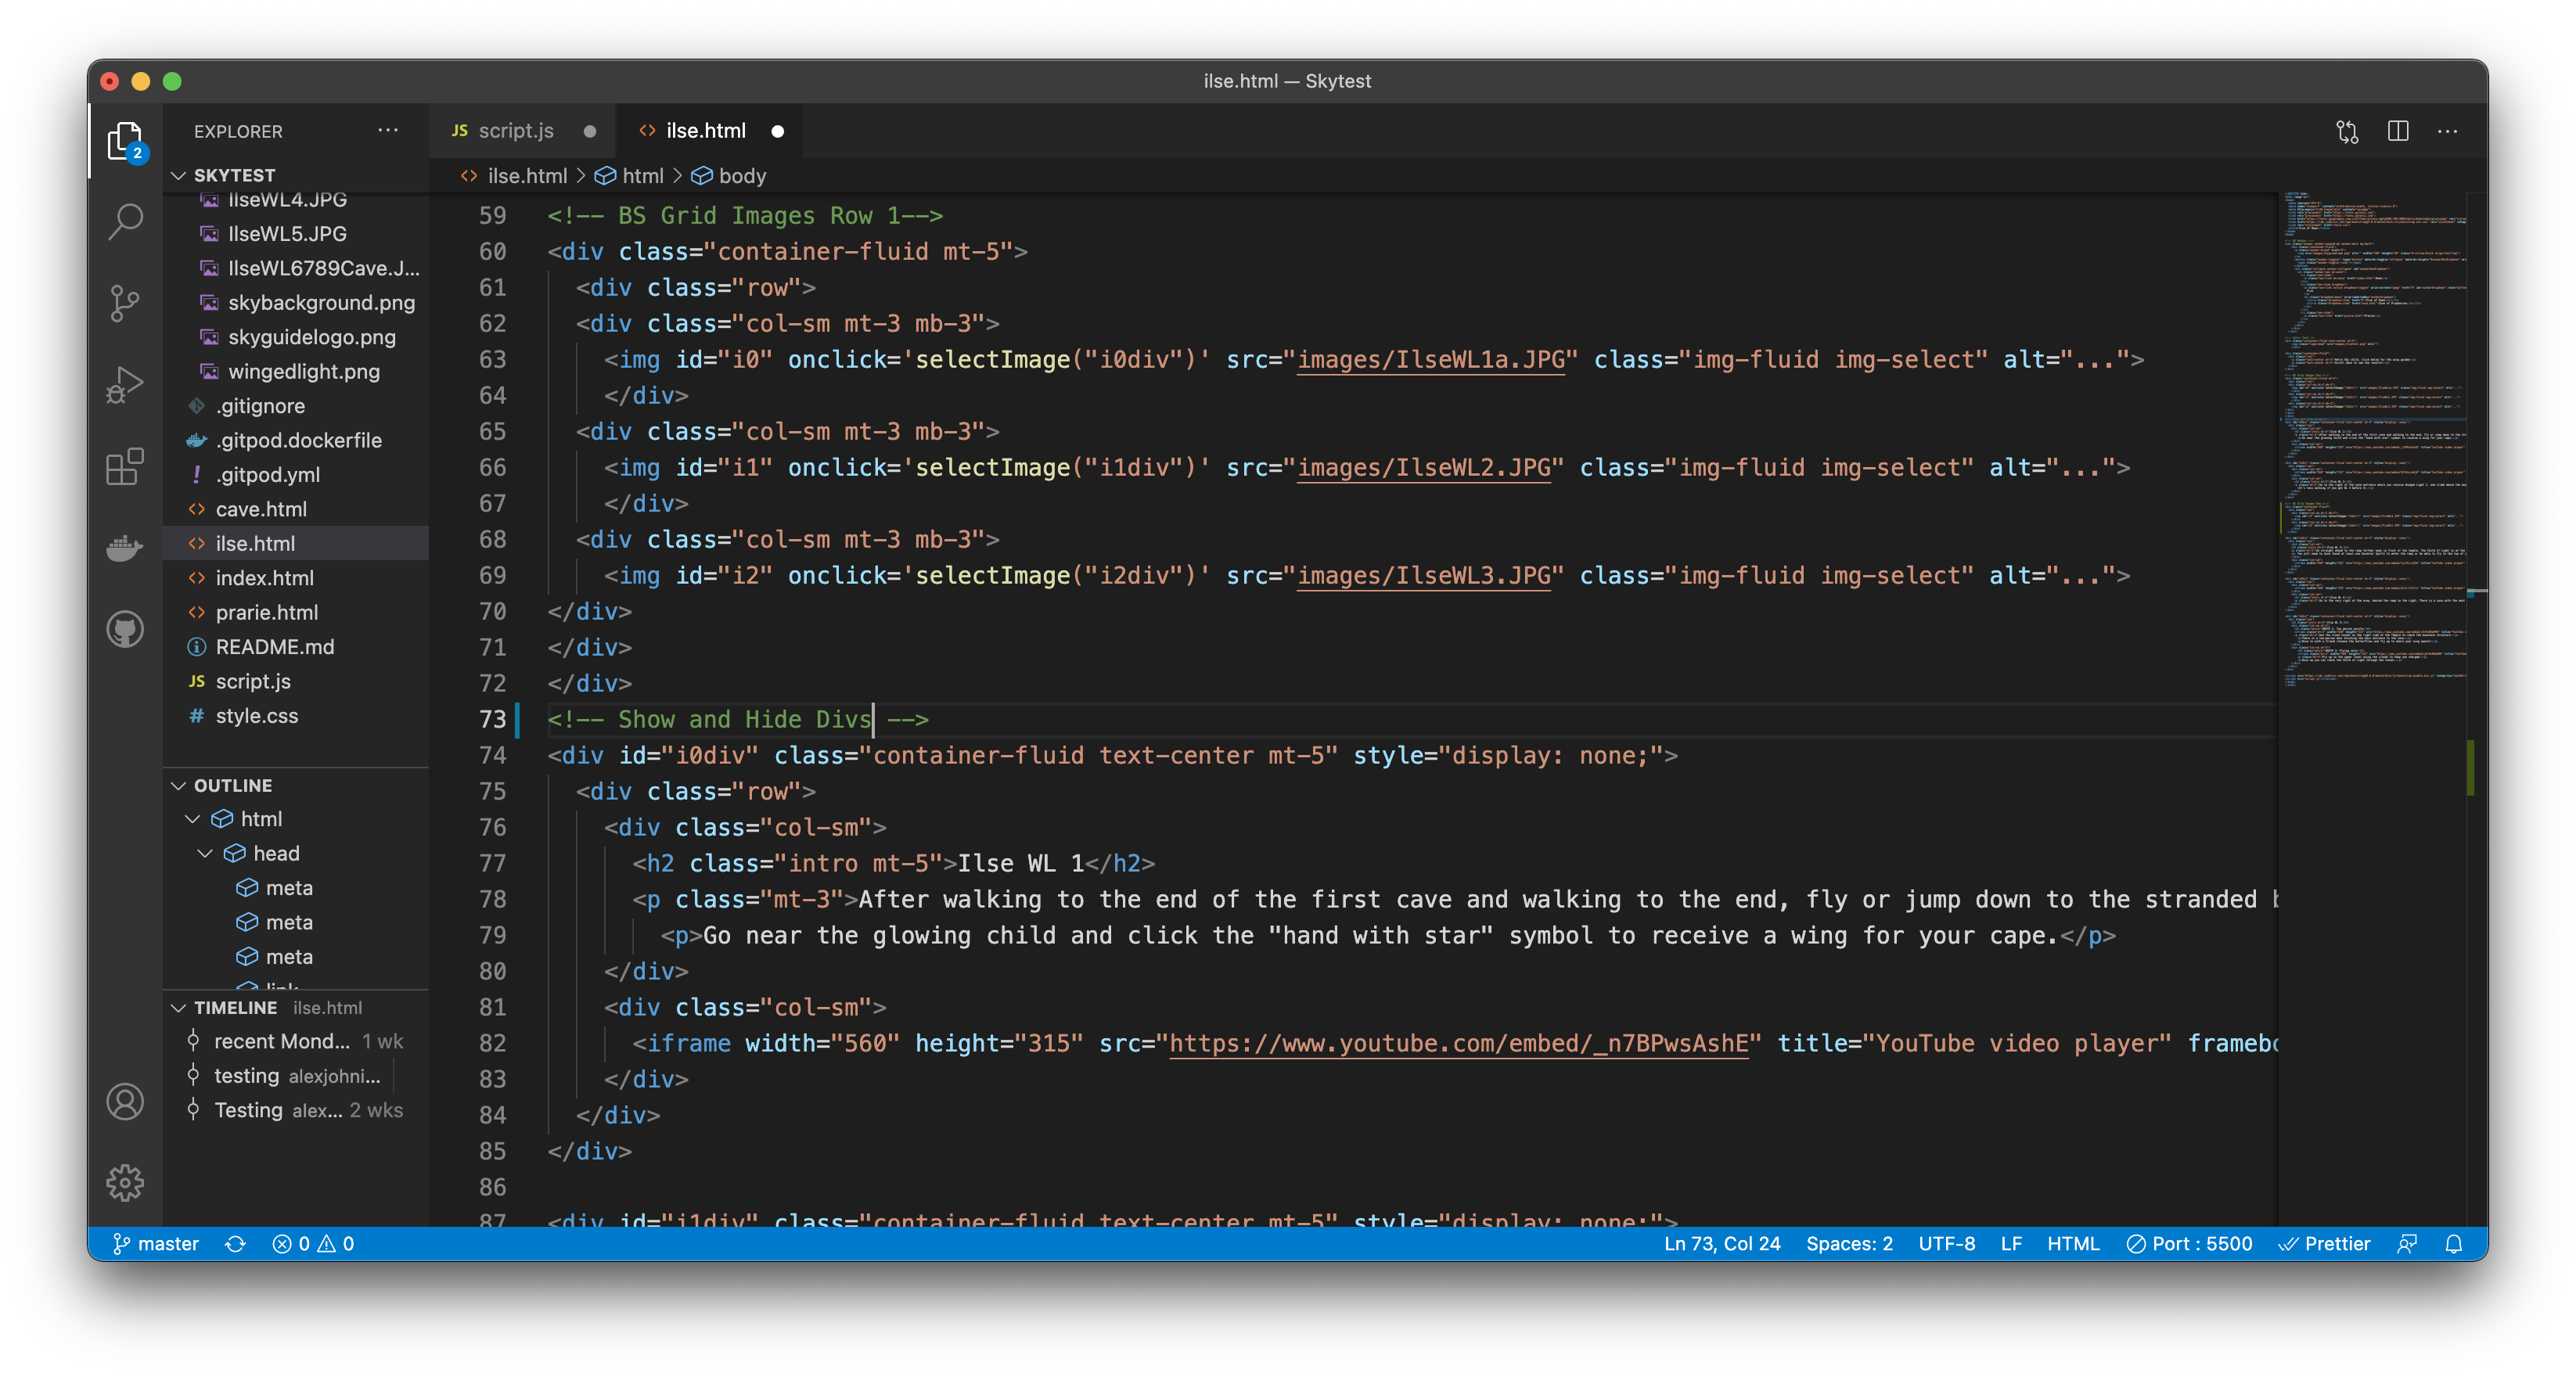 ilse.html — Skytest
EXPLORER ···
JS script.js
<> ilse.html
···
2
SKYTEST
IlseWL4.JPG
IlseWL5.JPG
IlseWL6789Cave.J...
skybackground.png
skyguidelogo.png
wingedlight.png
.gitignore
.gitpod.dockerfile
! .gitpod.yml
<> cave.html
<> ilse.html
<> index.html
<> prarie.html
README.md
JS script.js
# style.css
OUTLINE
html
head
meta
meta
meta
link
TIMELINE ilse.html
recent Mond... 1 wk
testing alexjohni...
Testing alex... 2 wks
<> ilse.html > html > body
59 <!-- BS Grid Images Row 1-->
60 <div class="container-fluid mt-5">
61 <div class="row">
62 <div class="col-sm mt-3 mb-3">
63 <img id="i0" onclick='selectImage("i0div")' src="images/IlseWL1a.JPG" class="img-fluid img-select" alt="...">
64 </div>
65 <div class="col-sm mt-3 mb-3">
66 <img id="i1" onclick='selectImage("i1div")' src="images/IlseWL2.JPG" class="img-fluid img-select" alt="...">
67 </div>
68 <div class="col-sm mt-3 mb-3">
69 <img id="i2" onclick='selectImage("i2div")' src="images/IlseWL3.JPG" class="img-fluid img-select" alt="...">
70 </div>
71 </div>
72 </div>
73 <!-- Show and Hide Divs -->
74 <div id="i0div" class="container-fluid text-center mt-5" style="display: none;">
75 <div class="row">
76 <div class="col-sm">
77 <h2 class="intro mt-5">Ilse WL 1</h2>
78 <p class="mt-3">After walking to the end of the first cave and walking to the end, fly or jump down to the stranded b
79 <p>Go near the glowing child and click the "hand with star" symbol to receive a wing for your cape.</p>
80 </div>
81 <div class="col-sm">
82 <iframe width="560" height="315" src="https://www.youtube.com/embed/_n7BPwsAshE" title="YouTube video player" framebo
83 </div>
84 </div>
85 </div>
86
87 <div id="i1div" class="container-fluid text-center mt-5" style="display: none;">
master 0 0 Ln 73, Col 24 Spaces: 2 UTF-8 LF HTML Port : 5500 Prettier